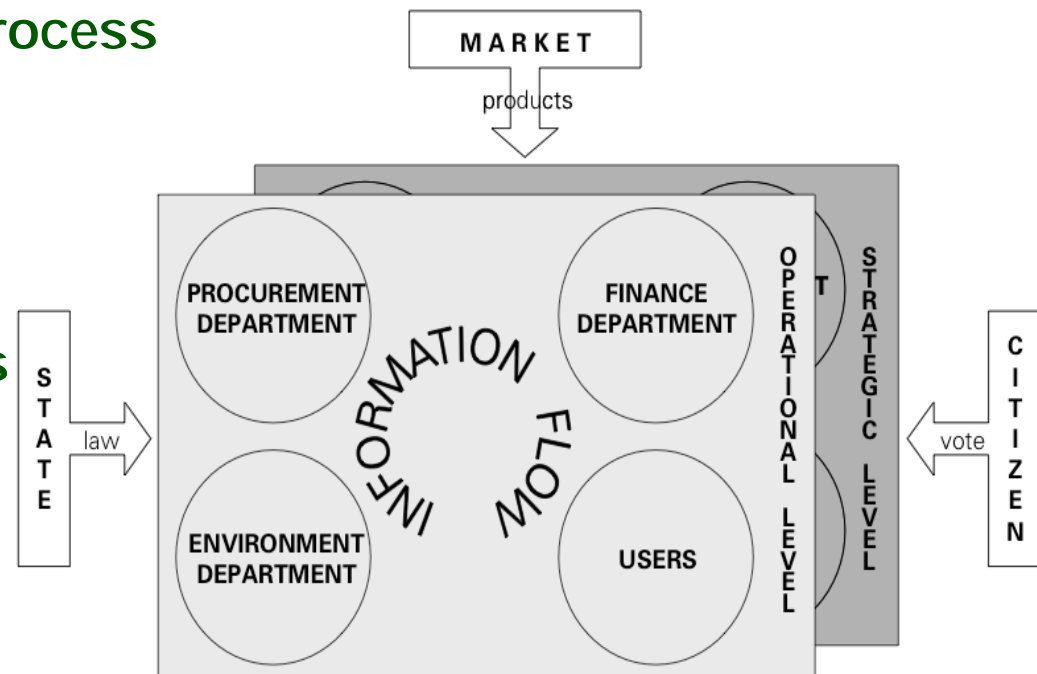 rocess
MARKET
products
s
STATE
law
PROCUREMENT
DEPARTMENT
FINANCE
DEPARTMENT
INFORMATION FLOW
ENVIRONMENT
DEPARTMENT
USERS
OPERATIONAL LEVEL
T
STRATEGIC LEVEL
vote
CITIZEN